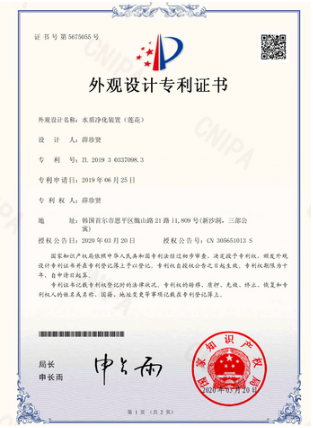 证书号第5675655号
外观设计专利证书
外观设计名称：水质净化装置（莲花）
设计人：薛珍贤
专利号：ZL 2019 3 0337098.3
专利申请日：2019年06月25日
专利权人：薛珍贤
地址：韩国首尔市恩平区巍山路21路11,809号(新沙洞，三部公
寓)
授权公告日：2020年03月20日 授权公告号：CN 305651013 S
国家知识产权局依照中华人民共和国专利法经过初步审查，决定授予专利权，颁发外观
设计专利证书并在专利登记簿上予以登记。专利权自授权公告之日起生效。专利权期限为十
年，自申请日起算。
专利证书记载专利权登记时的法律状况。专利权的转移、质押、无效、终止、恢复和专
利权人的姓名或名称、国籍、地址变更等事项记载在专利登记簿上。
局长
申长雨
申长雨
国家知识产权局
2020年03月20日
第 1 页 (共 2 页)
CNIPA